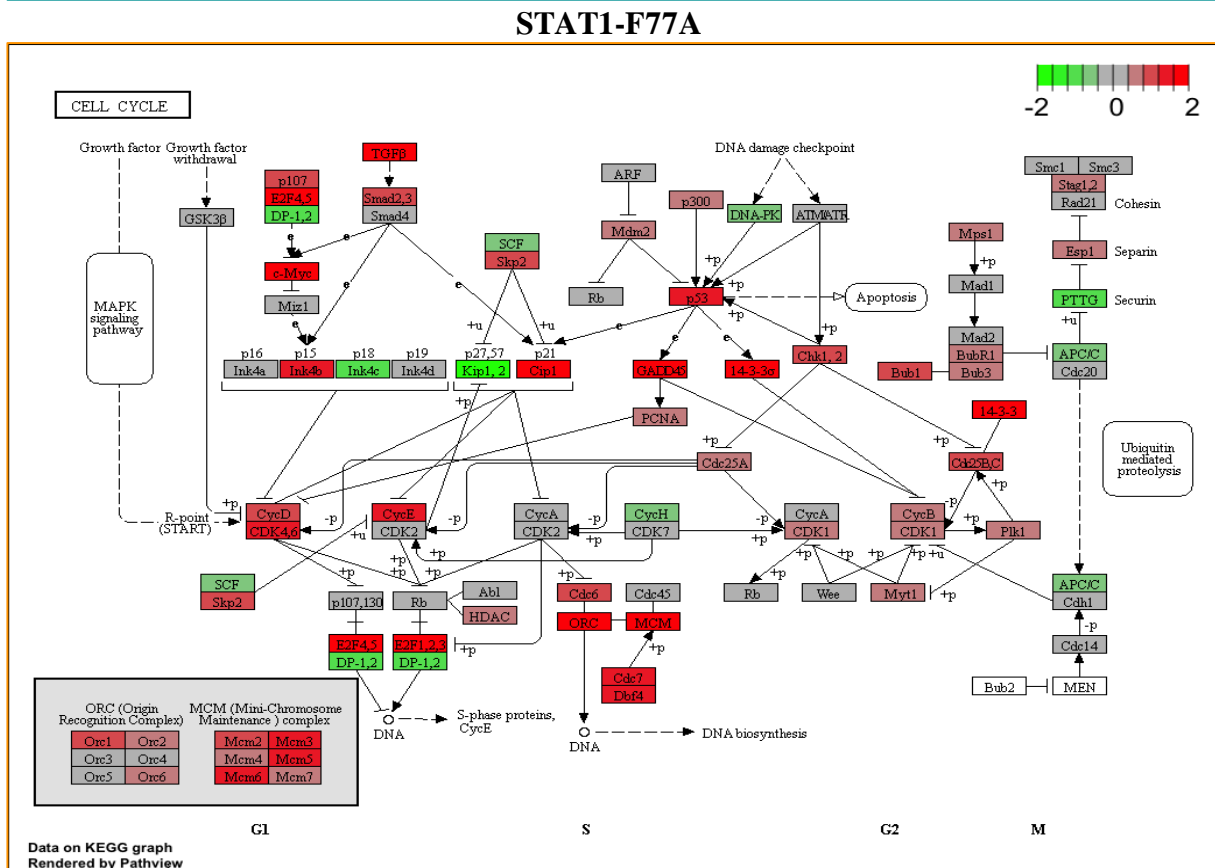 STAT1-F77A
-2 0 2
CELL CYCLE
Growth factor
Growth factor
withdrawal
TGFβ
DNA damage checkpoint
Smc1 Smc3
p107
E2F4,5
DP-1,2
Smad2,3
Smad4
ARF
p300
DNA-PK
ATM/ATR
Stag1,2
Rad21
Cohesin
GSK3β
e
e
SCF
Skp2
Mdm2
+p
Mps1
+p
Esp1
Separin
c-Myc
Miz1
e
e
e
Rb
p53
+p
+p
Apoptosis
Mad1
PTTG
Securin
MAPK
signaling
pathway
+u
+u
e
e
e
+p
Mad2
BubR1
Bub3
Bub1
+u
APC/C
Cdc20
p16
Ink4a
p15
Ink4b
p18
Ink4c
p19
Ink4d
p27,57
Kip1, 2
p21
Cip1
GADD45
14-3-3σ
Chk1, 2
+p
PCNA
14-3-3
Cdc25A
+p
+p
Cdc25B,C
Ubiquitin
mediated
proteolysis
R-point
(START)
+p
CycD
CDK4,6
-p
CycE
CDK2
-p
CycA
CDK2
-p
+p
CycH
CDK7
-p
+p
CycA
CDK1
CycB
CDK1
-p
+p
+p
Plk1
+u
+p
+p
+p
+p
+u
SCF
Skp2
p107,130
Rb
Abl
HDAC
+p
Cdc6
Cdc45
+p
Rb
Wee
Myt1
+p
APC/C
Cdh1
ORC
MCM
E2F4,5
DP-1,2
E2F1,2,3
DP-1,2
+p
+p
-p
Cdc14
Cdc7
Dbf4
Bub2
MEN
ORC (Origin
Recognition Complex)
MCM (Mini-Chromosome
Maintenance ) complex
Orc1 Orc2
Orc3 Orc4
Orc5 Orc6
Mcm2 Mcm3
Mcm4 Mcm5
Mcm6 Mcm7
DNA
S-phase proteins,
CycE
DNA
DNA biosynthesis
G1 S G2 M
Data on KEGG graph
Rendered by Pathview